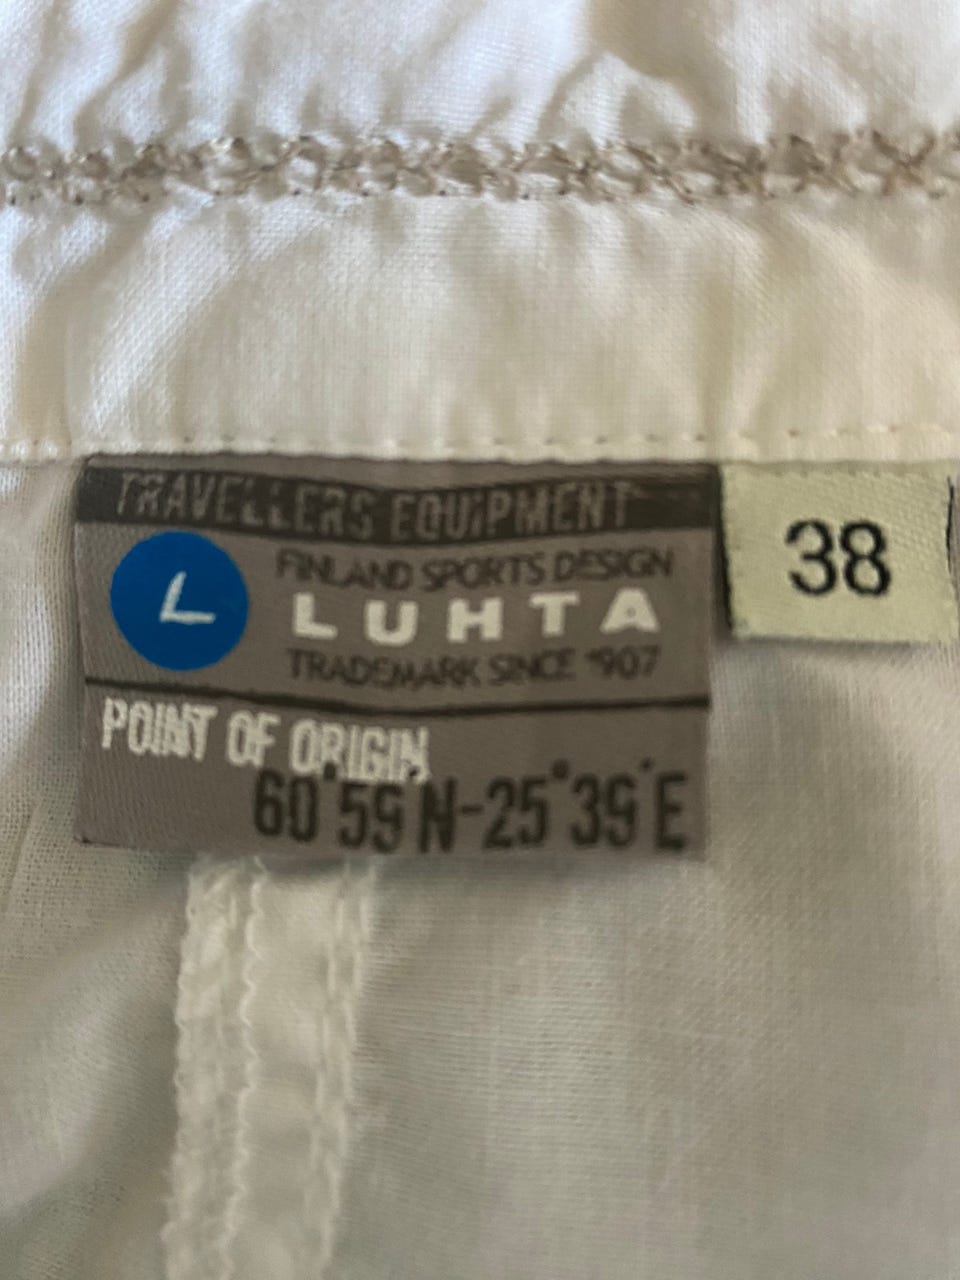 TRAVELLERS EQUIPMENT
L
FINLAND SPORTS DESIGN
LUHTA
TRADEMARK SINCE 1907
POINT OF ORIGIN
60°59 N-25°39'E
38